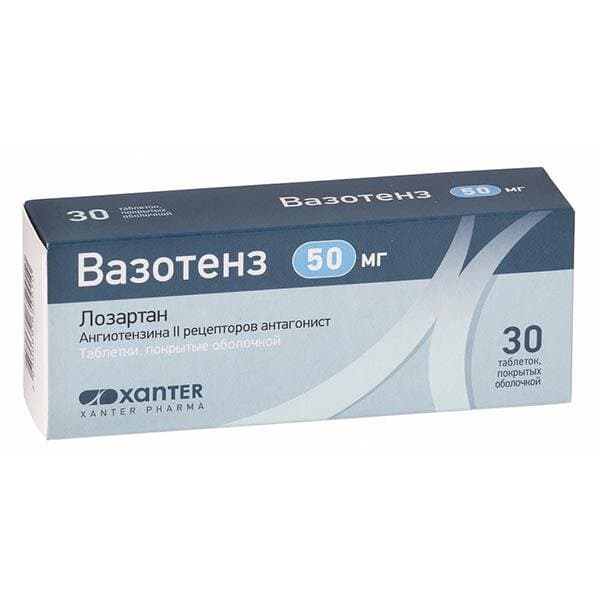 30 таблеток,
покрытых
оболочкой
Вазотенз 50 мг
Вазотенз 50 мг
Лозартан
Ангиотензина II рецепторов антагонист
Таблетки, покрытые оболочкой
30
таблеток,
покрытых
оболочкой
XANTER
XANTER PHARMA